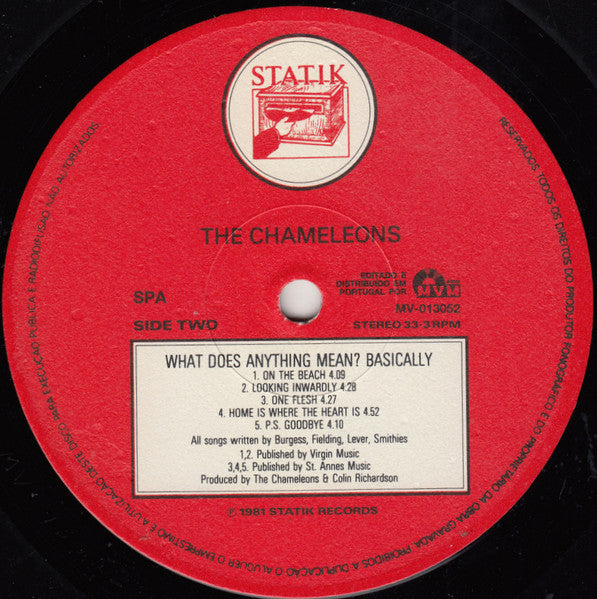 STATIK
THE CHAMELEONS
SPA
SIDE TWO
EDITADO E
DISTRIBUIDO EM
PORTUGAL POR
MVM
MV-013052
STEREO 33-3RPM
WHAT DOES ANYTHING MEAN? BASICALLY
1. ON THE BEACH 4.09
2. LOOKING INWARDLY 4.28
3. ONE FLESH 4.27
4. HOME IS WHERE THE HEART IS 4.52
5. P.S. GOODBYE 4.10
All songs written by Burgess, Fielding, Lever, Smithies
1,2. Published by Virgin Music
3,4,5. Published by St. Annes Music
Produced by The Chameleons & Colin Richardson
℗ 1981 STATIK RECORDS
RESERVADOS TODOS OS DIREITOS DO PRODUTOR FONOGRÁFICO E DO PROPRIETÁRIO DA OBRA GRAVADA. PROIBIDOS A DUPLICAÇÃO O ALUGUER O EMPRESTIMO E A UTILIZAÇÃO DESTE DISCO PARA EXECUÇÃO PÚBLICA E RADIODIFUSÃO NÃO AUTORIZADOS